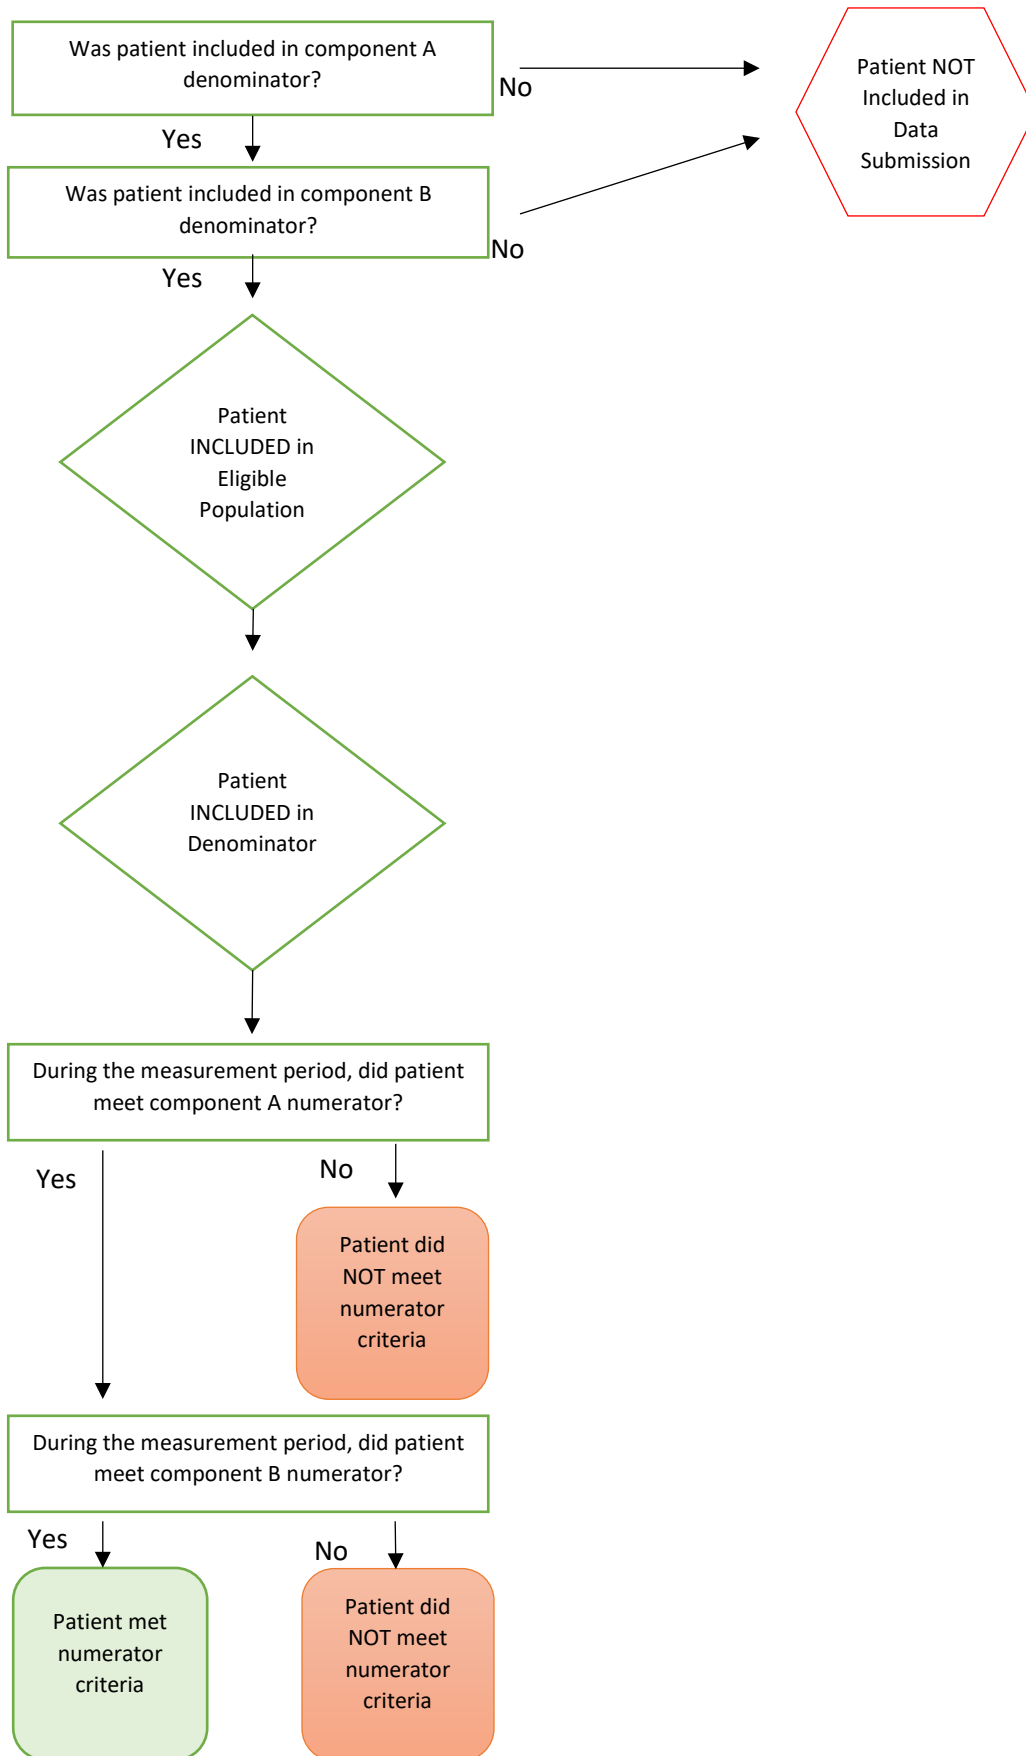 Was patient included in component A
denominator?
No
Patient NOT
Included in
Data
Submission
Yes
Was patient included in component B
denominator?
No
Yes
Patient
INCLUDED in
Eligible
Population
Patient
INCLUDED in
Denominator
During the measurement period, did patient
meet component A numerator?
Yes
No
Patient did
NOT meet
numerator
criteria
During the measurement period, did patient
meet component B numerator?
Yes
No
Patient met
numerator
criteria
Patient did
NOT meet
numerator
criteria